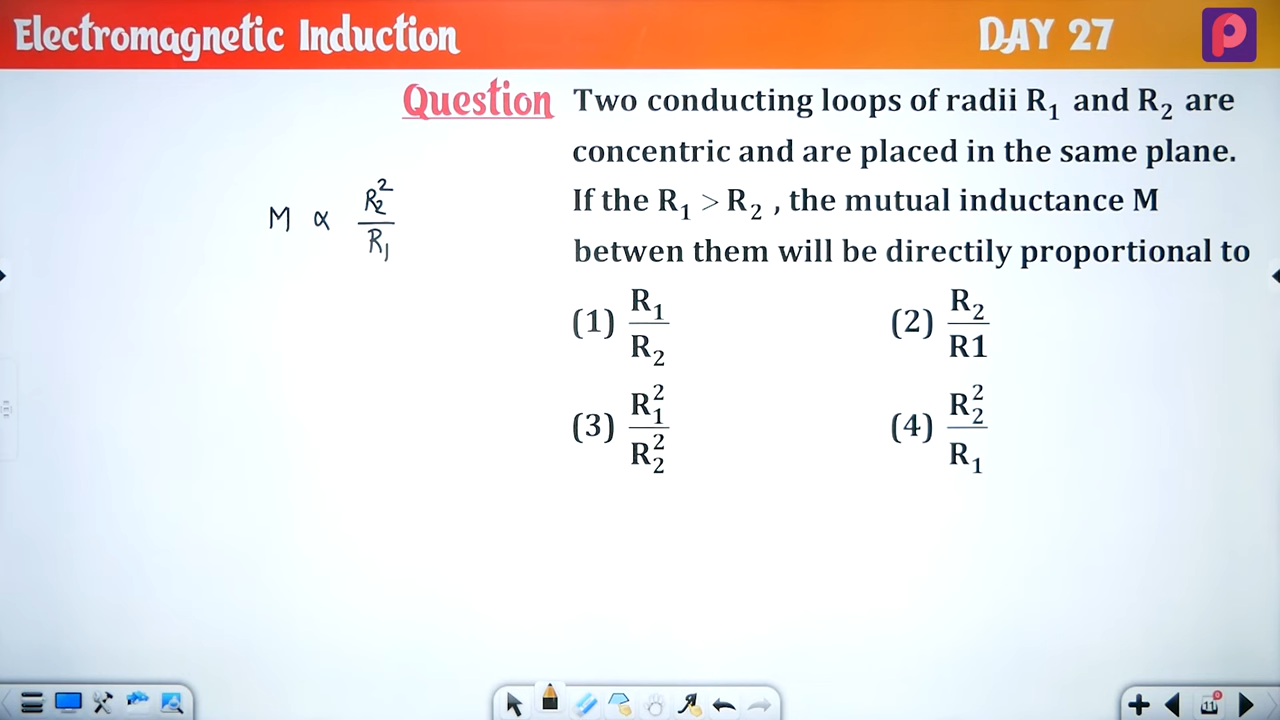 Electromagnetic Induction
DAY 27
Question Two conducting loops of radii R₁ and R₂ are
concentric and are placed in the same plane.
If the R₁ > R₂ , the mutual inductance M
betwen them will be directily proportional to
M ∝ R₂²/R₁
(1) R₁/R₂ (2) R₂/R1
(3) R₁²/R₂² (4) R₂²/R₁
11